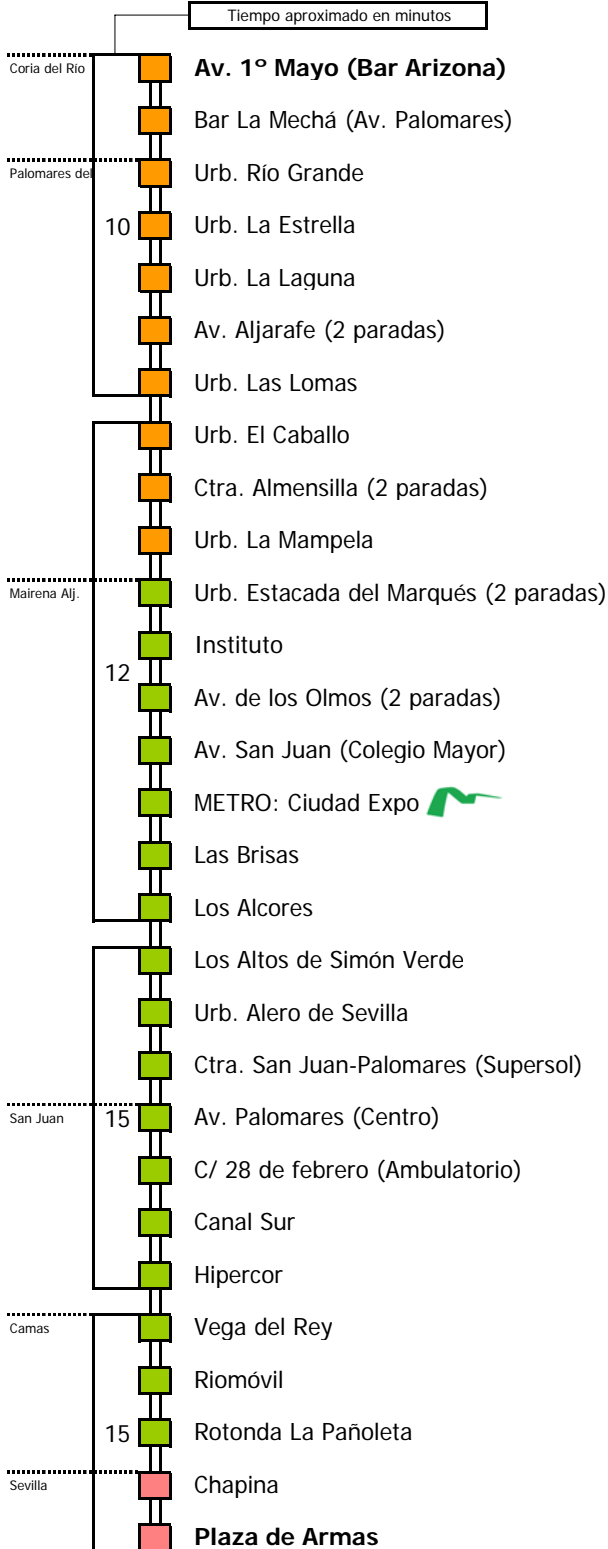 Tiempo aproximado en minutos
Coria del Río
Av. 1º Mayo (Bar Arizona)
Bar La Mechá (Av. Palomares)
Palomares del
Urb. Río Grande
10
Urb. La Estrella
Urb. La Laguna
Av. Aljarafe (2 paradas)
Urb. Las Lomas
Urb. El Caballo
Ctra. Almensilla (2 paradas)
Urb. La Mampela
Mairena Alj.
Urb. Estacada del Marqués (2 paradas)
Instituto
12
Av. de los Olmos (2 paradas)
Av. San Juan (Colegio Mayor)
METRO: Ciudad Expo
Las Brisas
Los Alcores
Los Altos de Simón Verde
Urb. Alero de Sevilla
Ctra. San Juan-Palomares (Supersol)
San Juan
15
Av. Palomares (Centro)
C/ 28 de febrero (Ambulatorio)
Canal Sur
Hipercor
Camas
Vega del Rey
Riomóvil
15
Rotonda La Pañoleta
Sevilla
Chapina
Plaza de Armas